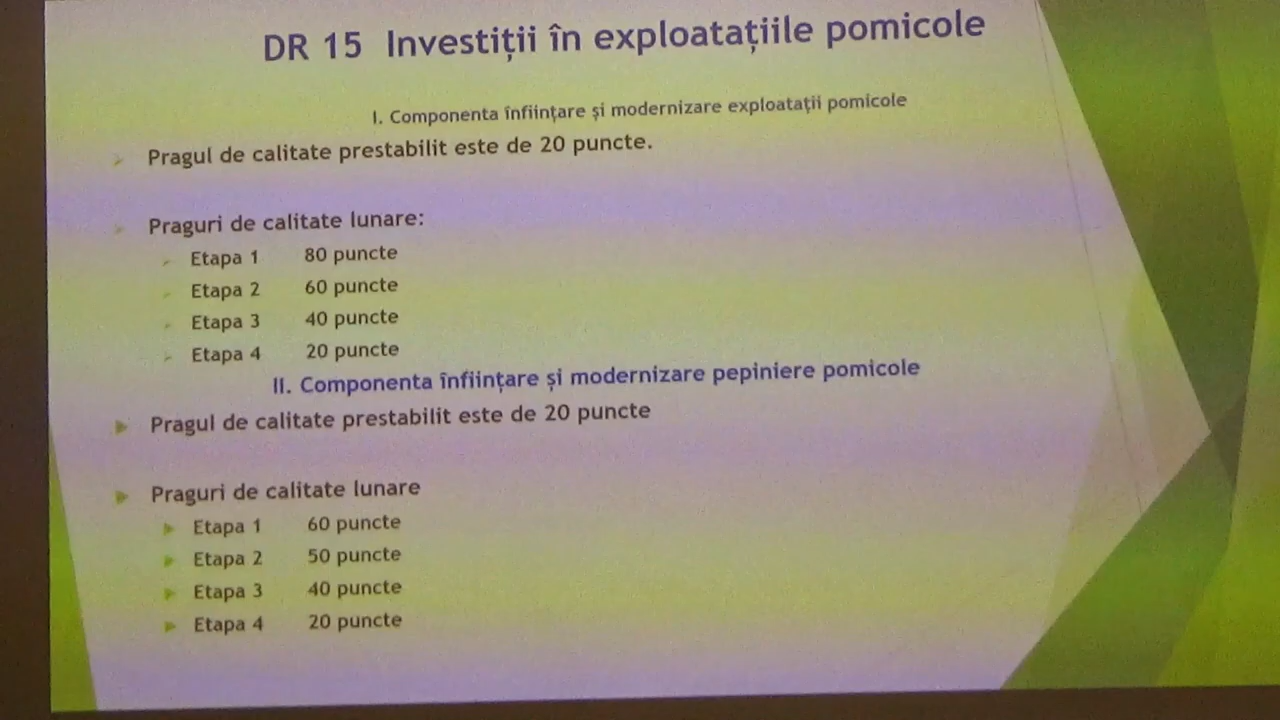 DR 15 Investiții în exploatațiile pomicole
I. Componenta înființare și modernizare exploatații pomicole
Pragul de calitate prestabilit este de 20 puncte.
Praguri de calitate lunare:
Etapa 1 80 puncte
Etapa 2 60 puncte
Etapa 3 40 puncte
Etapa 4 20 puncte
II. Componenta înființare și modernizare pepiniere pomicole
Pragul de calitate prestabilit este de 20 puncte
Praguri de calitate lunare
Etapa 1 60 puncte
Etapa 2 50 puncte
Etapa 3 40 puncte
Etapa 4 20 puncte